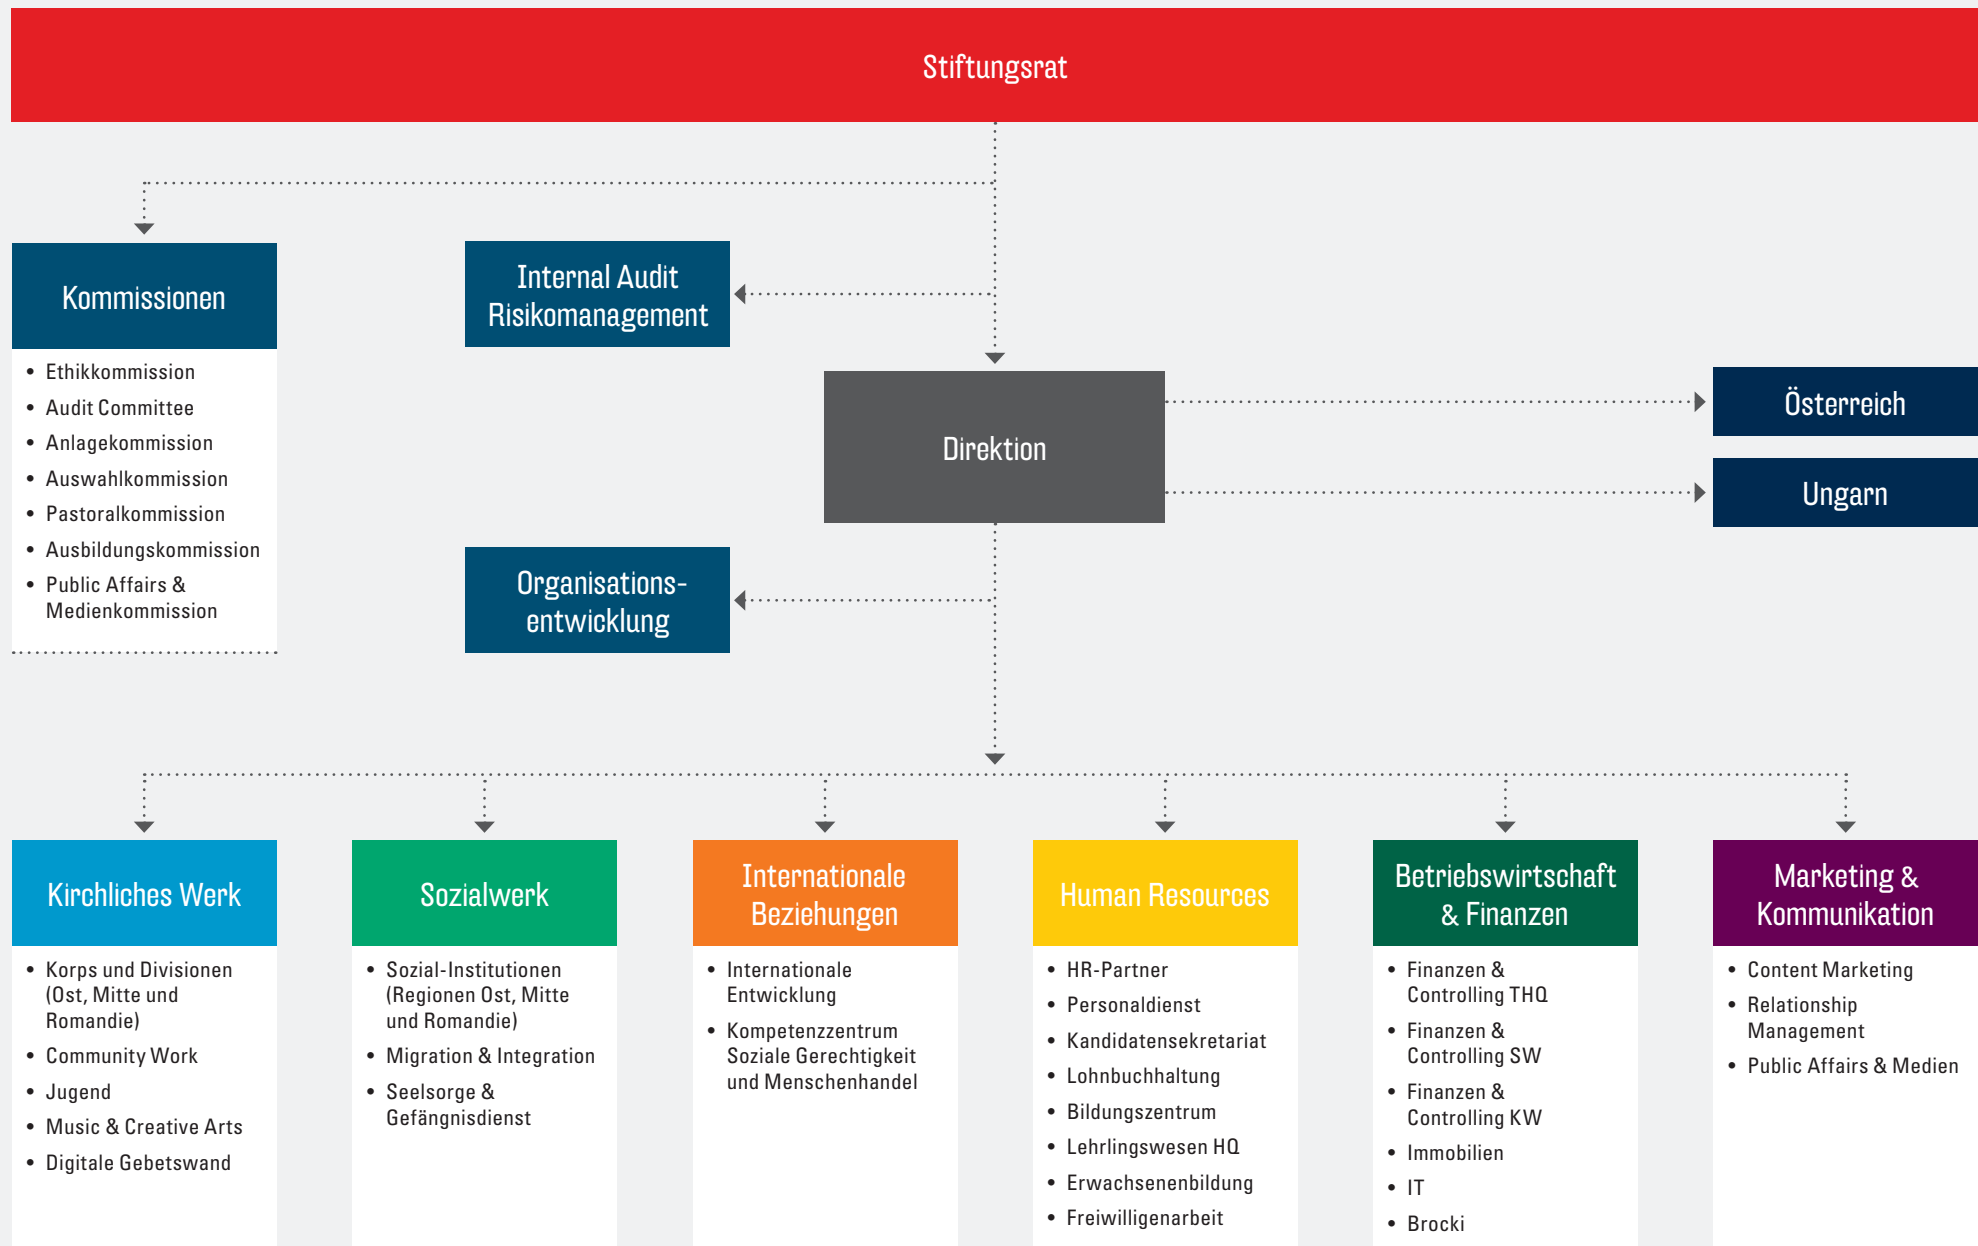 Stiftungsrat
Kommissionen
• Ethikkommission
• Audit Committee
• Anlagekommission
• Auswahlkommission
• Pastoralkommission
• Ausbildungskommission
• Public Affairs &
Medienkommission
Internal Audit
Risikomanagement
Direktion
Österreich
Ungarn
Organisations-
entwicklung
Kirchliches Werk
• Korps und Divisionen
(Ost, Mitte und
Romandie)
• Community Work
• Jugend
• Music & Creative Arts
• Digitale Gebetswand
Sozialwerk
• Sozial-Institutionen
(Regionen Ost, Mitte
und Romandie)
• Migration & Integration
• Seelsorge &
Gefängnisdienst
Internationale
Beziehungen
• Internationale
Entwicklung
• Kompetenzzentrum
Soziale Gerechtigkeit
und Menschenhandel
Human Resources
• HR-Partner
• Personaldienst
• Kandidatensekretariat
• Lohnbuchhaltung
• Bildungszentrum
• Lehrlingswesen HQ
• Erwachsenenbildung
• Freiwilligenarbeit
Betriebswirtschaft
& Finanzen
• Finanzen &
Controlling THQ
• Finanzen &
Controlling SW
• Finanzen &
Controlling KW
• Immobilien
• IT
• Brocki
Marketing &
Kommunikation
• Content Marketing
• Relationship
Management
• Public Affairs & Medien